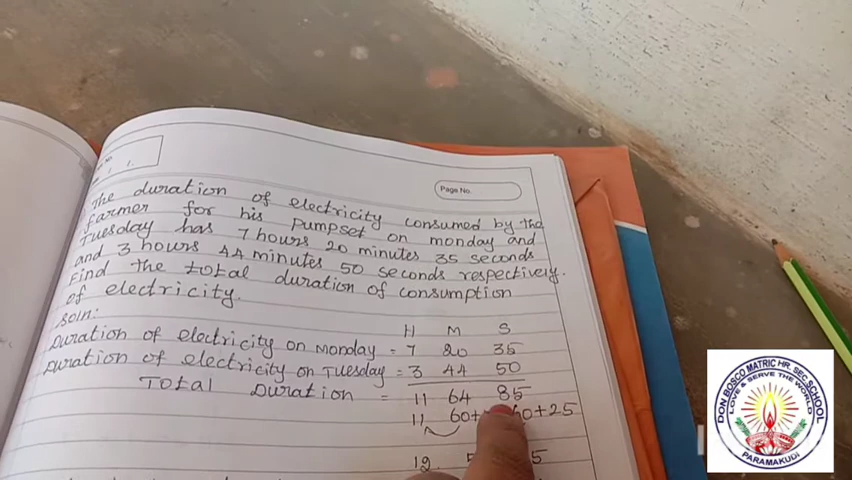 Page No.
The duration of electricity consumed by the
farmer for his pumpset on monday and
Tuesday has 7 hours 20 minutes 35 seconds
and 3 hours 44 minutes 50 seconds respectively.
Find the total duration of consumption
of electricity.
Soln:
H M S
Duration of electricity on Monday = 7 20 35
Duration of electricity on Tuesday = 3 44 50
Total Duration = 11 64 85
11 60+ 60+25
12 5 5
DON BOSCO MATRIC HR. SEC SCHOOL
LOVE & SERVE THE WORLD
PARAMAKUDI